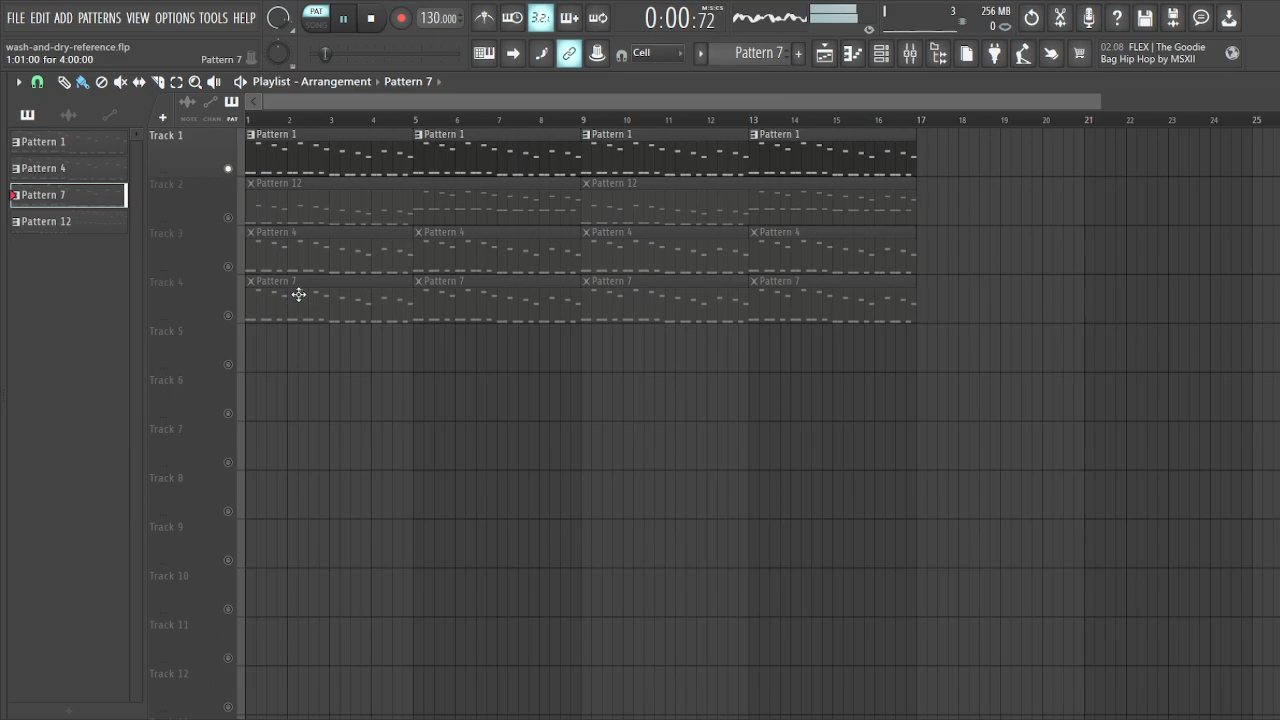 FILE EDIT ADD PATTERNS VIEW OPTIONS TOOLS HELP
PAT
SONG
130.000
3.2.
0:00:72
M:S:CS
3
256 MB
0
wash-and-dry-reference.flp
1:01:00 for 4:00:00
Pattern 7
Cell
Pattern 7
02.08 FLEX | The Goodie
Bag Hip Hop by MSXII
Playlist - Arrangement Pattern 7
NOTE CHAN PAT
1 2 3 4 5 6 7 8 9 10 11 12 13 14 15 16 17 18 19 20 21 22 23 24 25
Pattern 1
Pattern 4
Pattern 7
Pattern 12
Track 1
Pattern 1 Pattern 1 Pattern 1 Pattern 1
Track 2
Pattern 12 Pattern 12
Track 3
Pattern 4 Pattern 4 Pattern 4 Pattern 4
Track 4
Pattern 7 Pattern 7 Pattern 7 Pattern 7
Track 5
Track 6
Track 7
Track 8
Track 9
Track 10
Track 11
Track 12